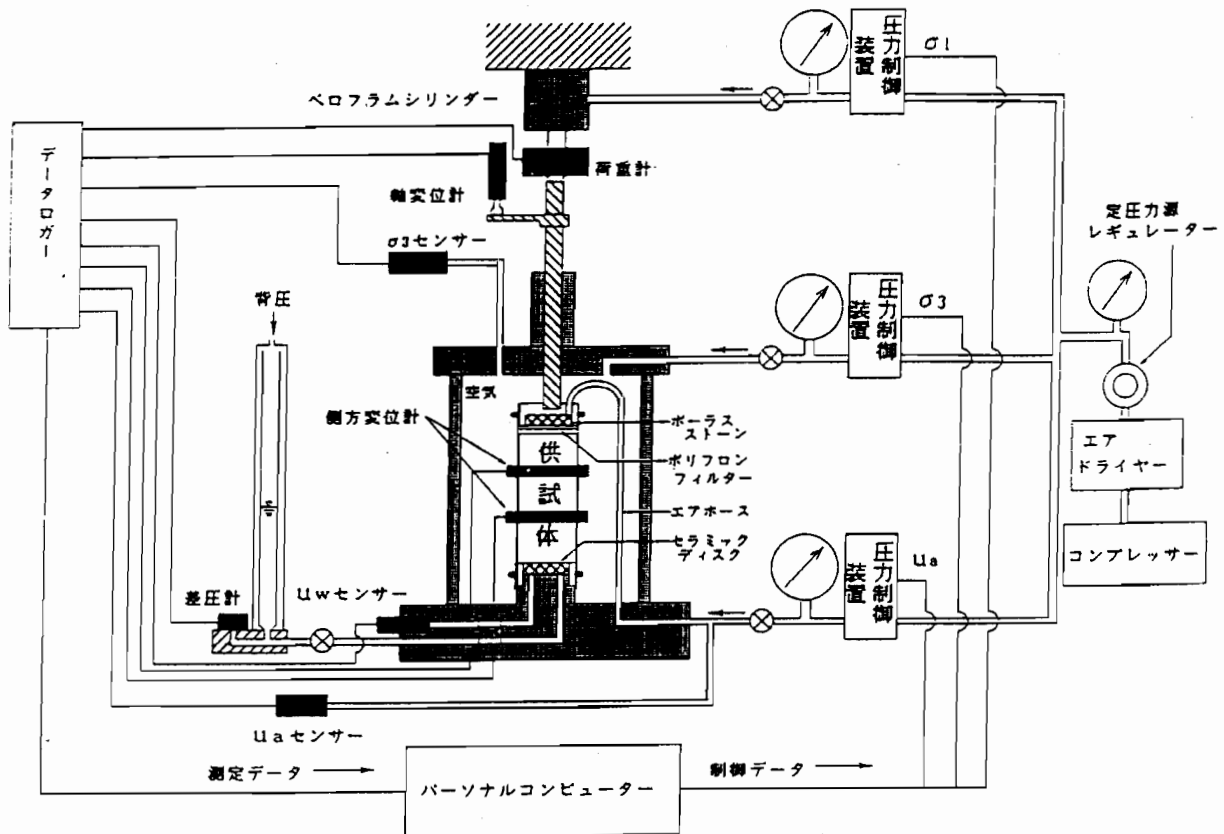 圧力制御
装置
σ1
ベロフラムシリンダー
データロガー
荷重計
軸変位計
σ3センサー
定圧力源
レギュレーター
背圧
圧力制御
装置
σ3
空気
側方変位計
ポーラス
ストーン
供
試
体
ポリフロン
フィルター
エア
ドライヤー
エアホース
セラミック
ディスク
圧力制御
装置
ua
コンプレッサー
差圧計
uwセンサー
uaセンサー
測定データ
制御データ
パーソナルコンピューター